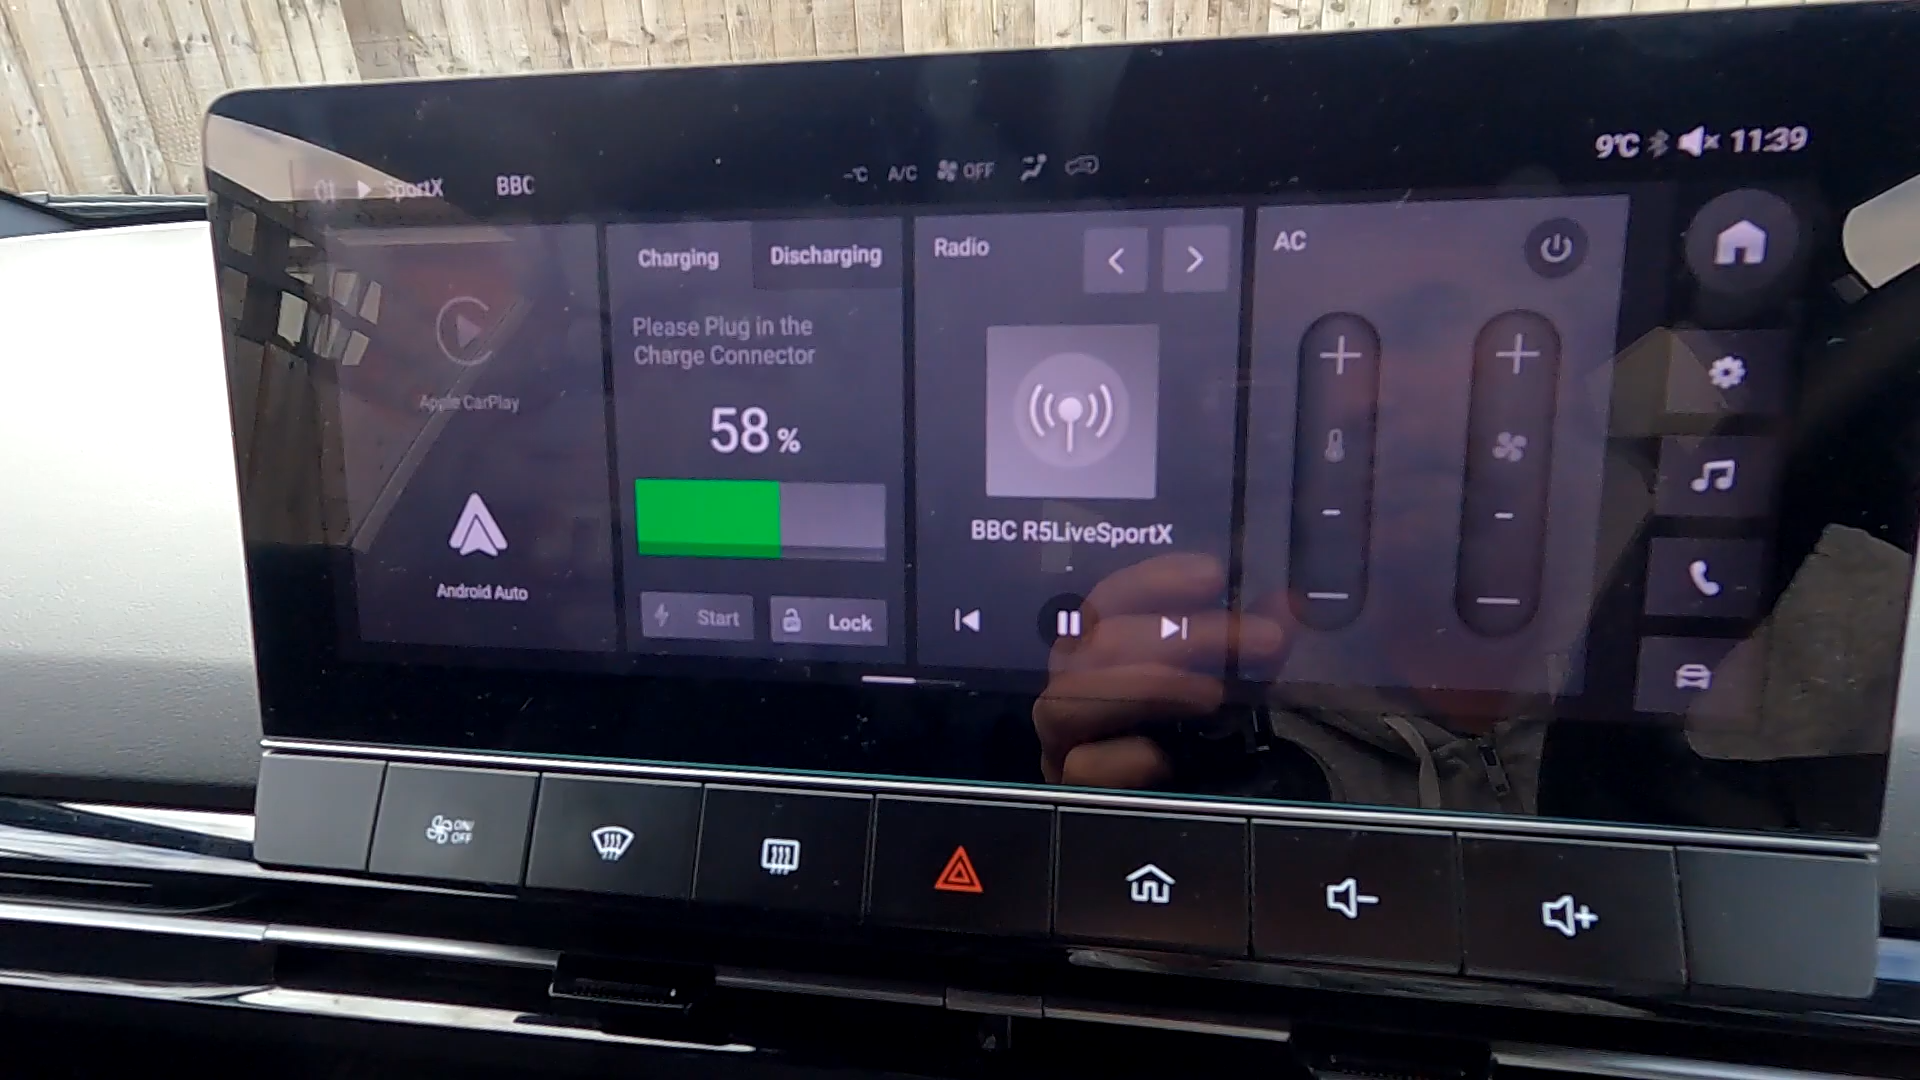 SportX BBC
-°C A/C OFF
9°C 11:39
Apple CarPlay
Android Auto
Charging Discharging
Please Plug in the
Charge Connector
58 %
Start Lock
Radio
BBC R5LiveSportX
AC
ON/
OFF